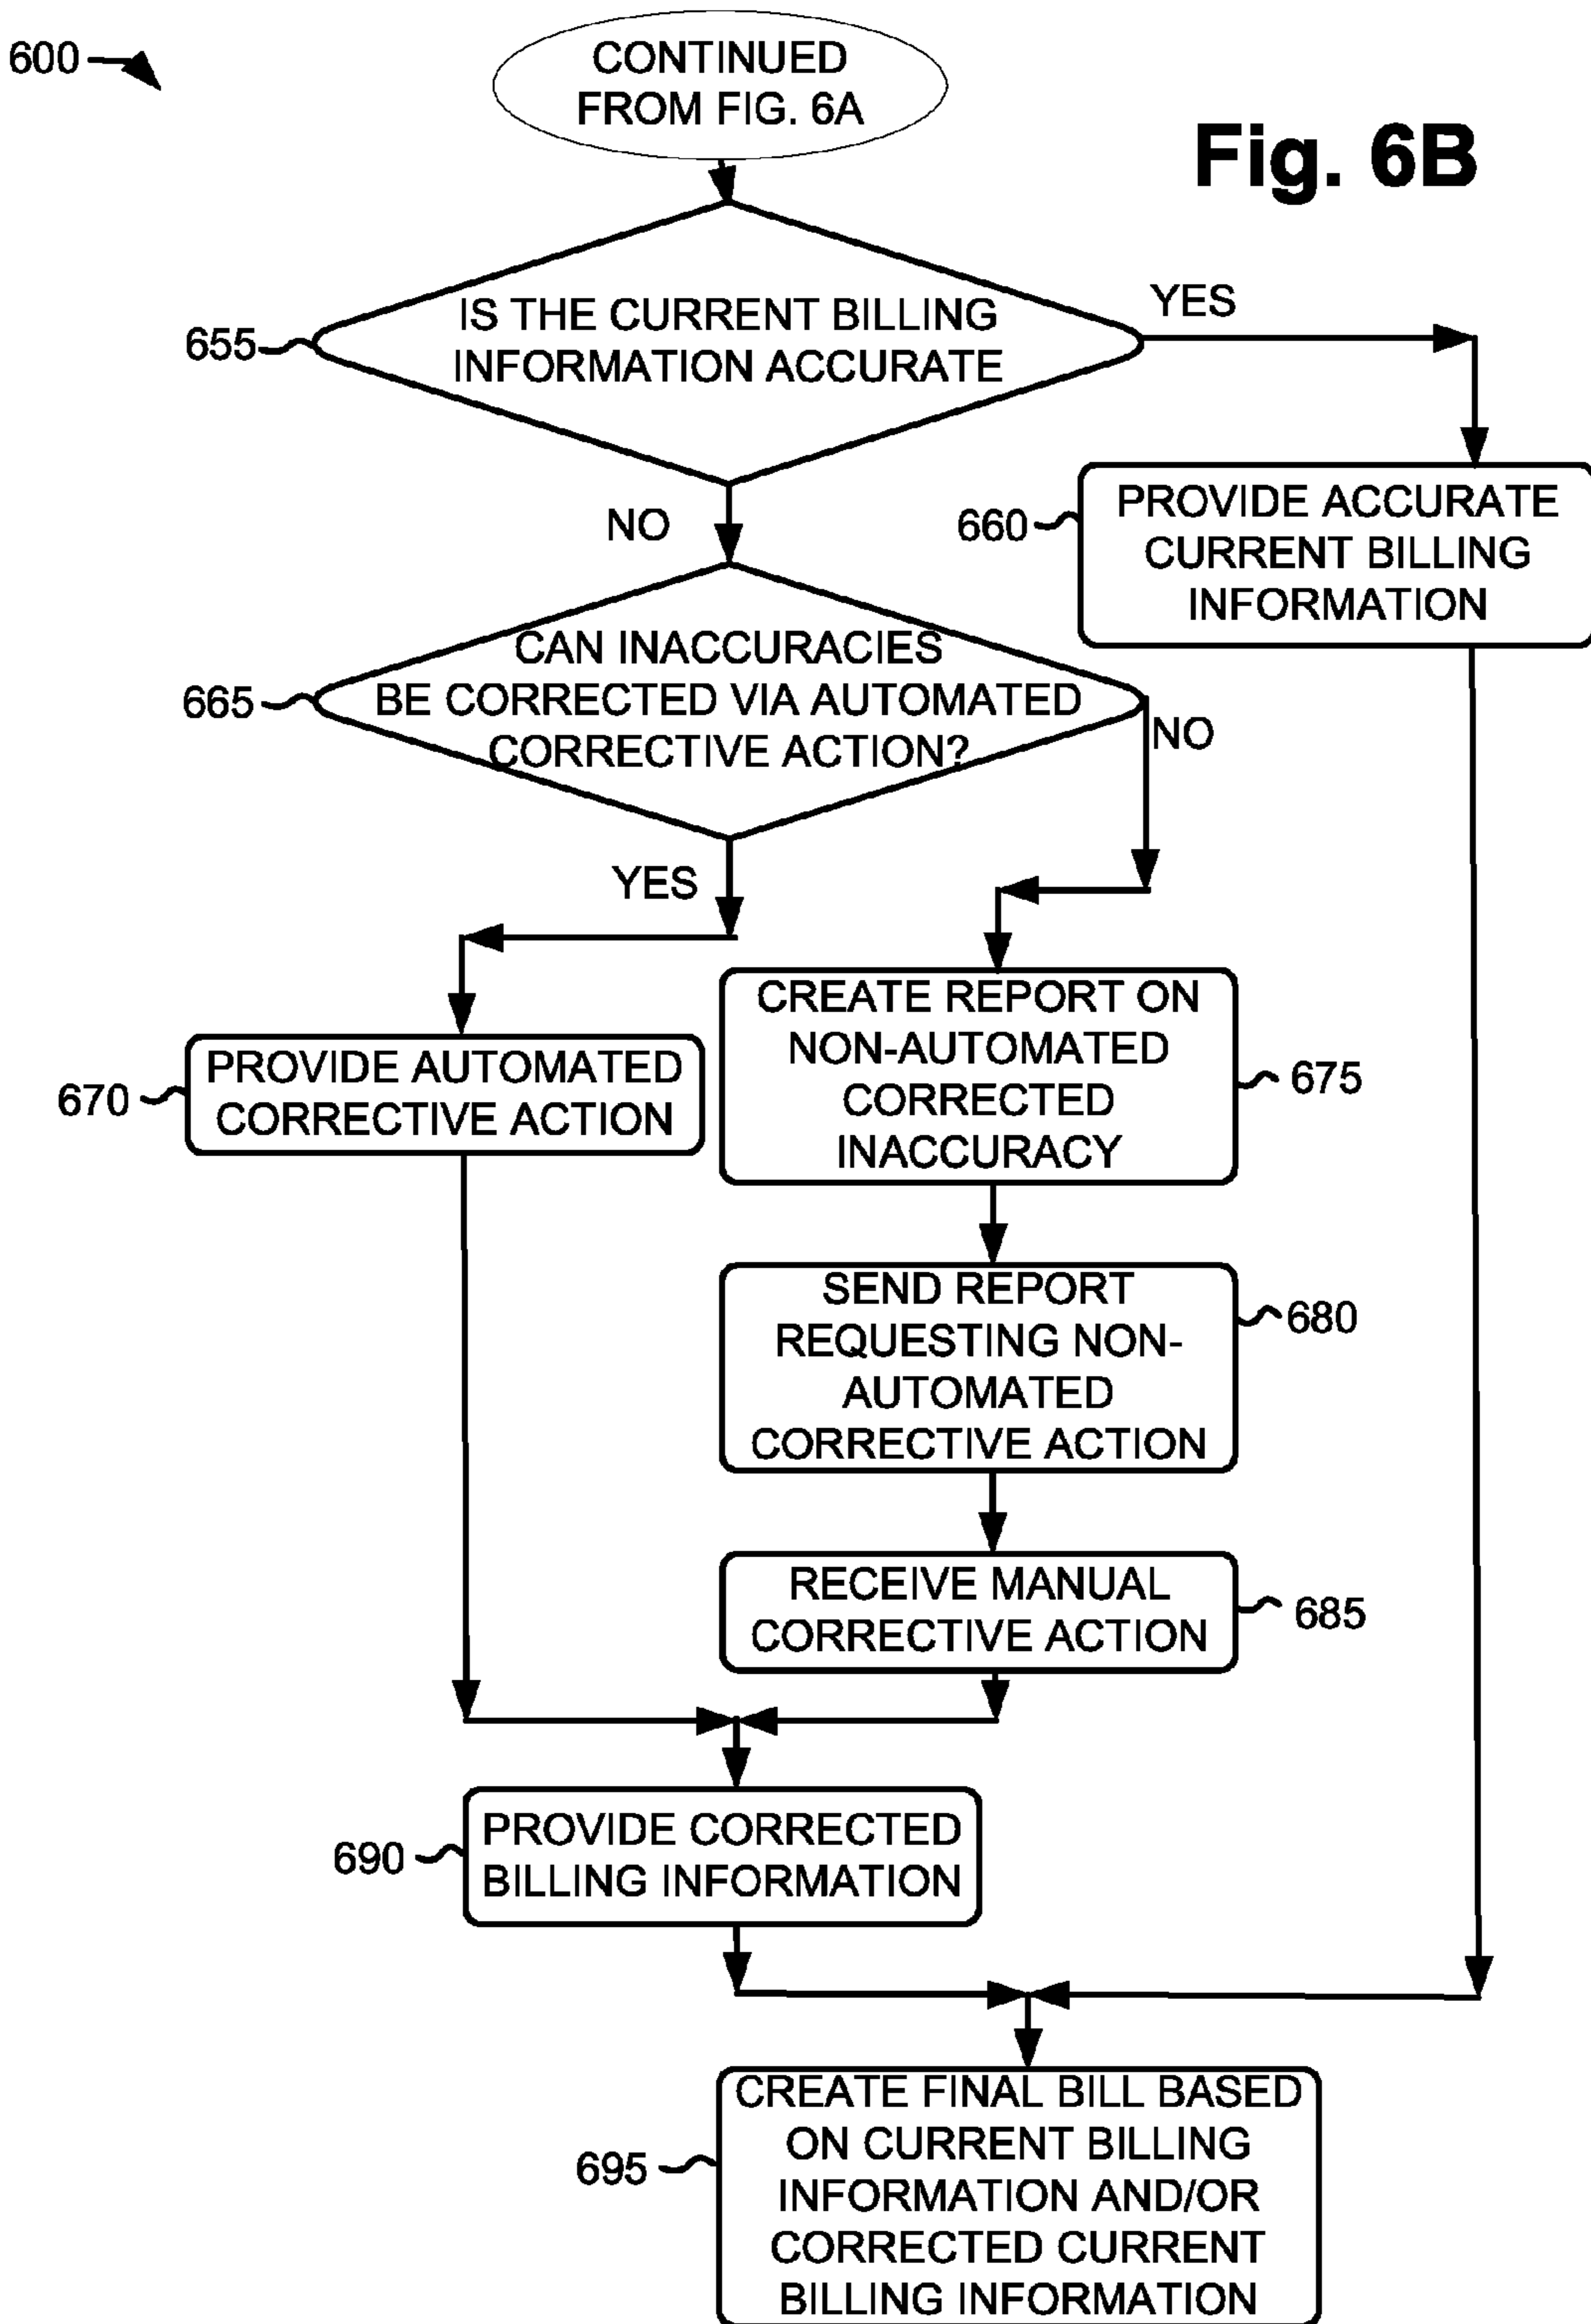 600
CONTINUED
FROM FIG. 6A
Fig. 6B
655
IS THE CURRENT BILLING
INFORMATION ACCURATE
YES
NO
660
PROVIDE ACCURATE
CURRENT BILLING
INFORMATION
665
CAN INACCURACIES
BE CORRECTED VIA AUTOMATED
CORRECTIVE ACTION?
NO
YES
670
PROVIDE AUTOMATED
CORRECTIVE ACTION
CREATE REPORT ON
NON-AUTOMATED
CORRECTED
INACCURACY
675
SEND REPORT
REQUESTING NON-
AUTOMATED
CORRECTIVE ACTION
680
RECEIVE MANUAL
CORRECTIVE ACTION
685
690
PROVIDE CORRECTED
BILLING INFORMATION
695
CREATE FINAL BILL BASED
ON CURRENT BILLING
INFORMATION AND/OR
CORRECTED CURRENT
BILLING INFORMATION